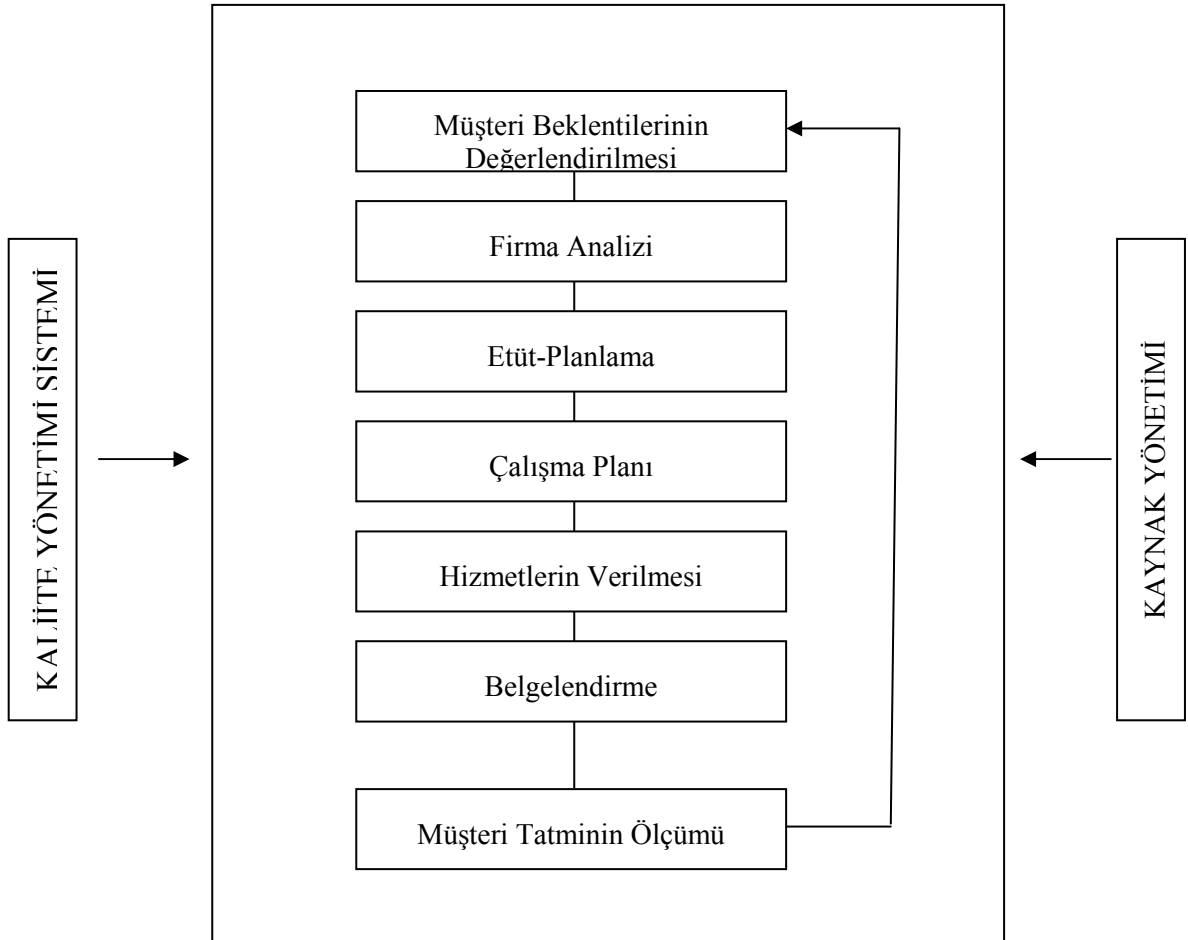 Müşteri Beklentilerinin
Değerlendirilmesi
Firma Analizi
Etüt-Planlama
Çalışma Planı
Hizmetlerin Verilmesi
Belgelendirme
Müşteri Tatminin Ölçümü
KALİİTE YÖNETİMİ SİSTEMİ
KAYNAK YÖNETİMİ